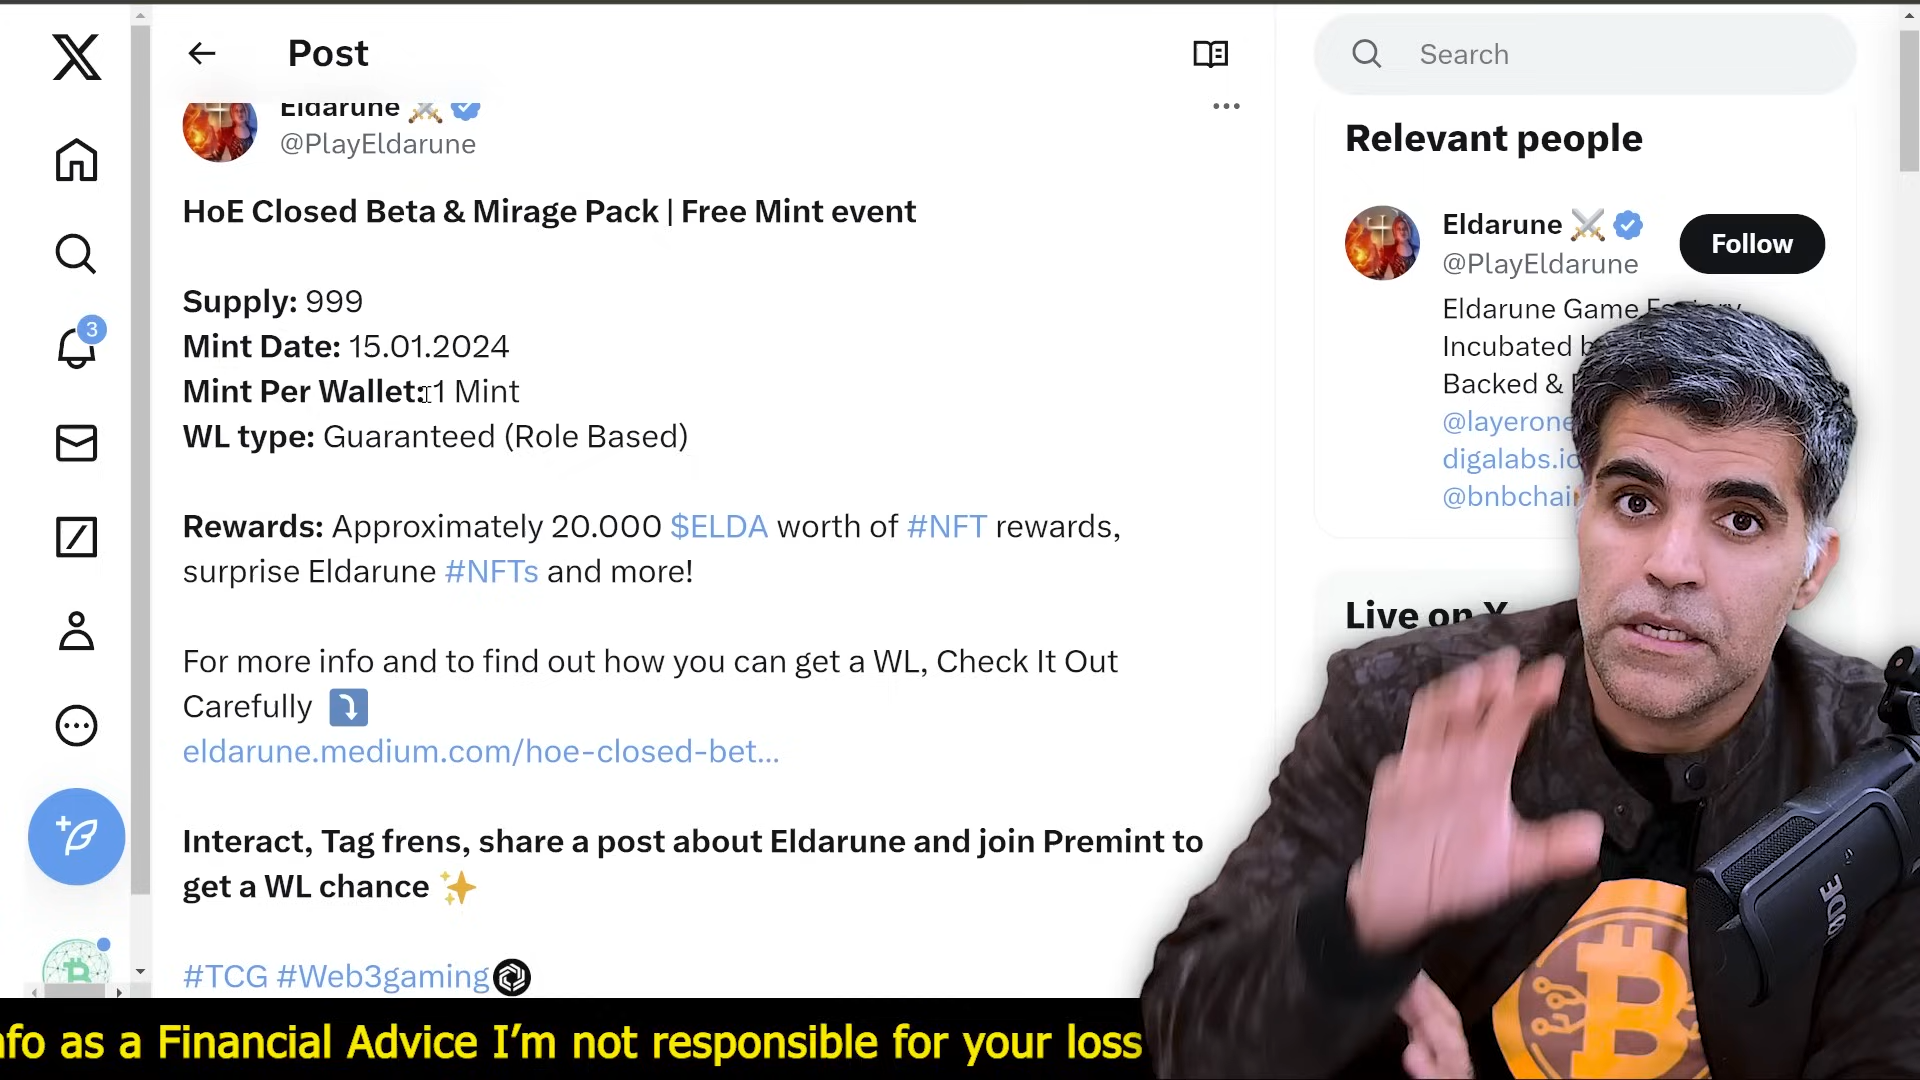 Post
Search
Eldarune
@PlayEldarune
HoE Closed Beta & Mirage Pack | Free Mint event
Supply: 999
Mint Date: 15.01.2024
Mint Per Wallet: 1 Mint
WL type: Guaranteed (Role Based)
Rewards: Approximately 20.000 $ELDA worth of #NFT rewards,
surprise Eldarune #NFTs and more!
For more info and to find out how you can get a WL, Check It Out
Carefully
eldarune.medium.com/hoe-closed-bet...
Interact, Tag frens, share a post about Eldarune and join Premint to
get a WL chance
#TCG #Web3gaming
3
Relevant people
Eldarune
@PlayEldarune
Follow
Eldarune Game
Incubated
Backed &
@layerone
digalabs.io
@bnbchain
Live on X
as a Financial Advice I’m not responsible for your loss